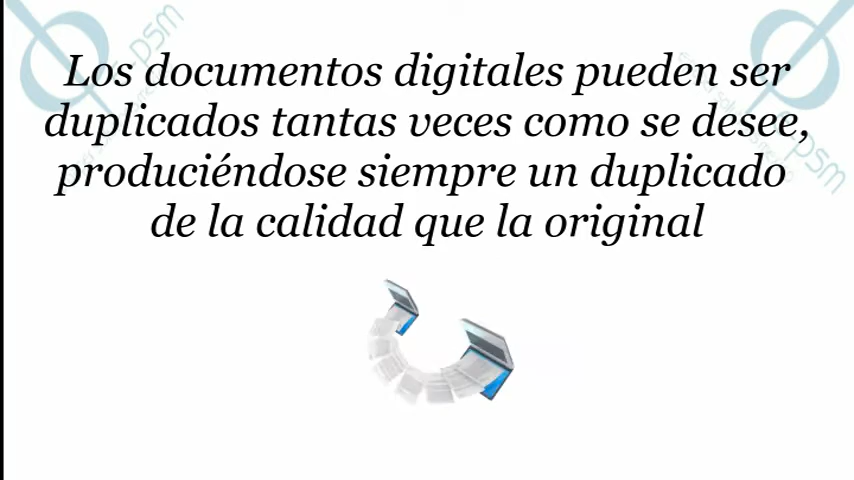 Los documentos digitales pueden ser
duplicados tantas veces como se desee,
produciéndose siempre un duplicado
de la calidad que la original